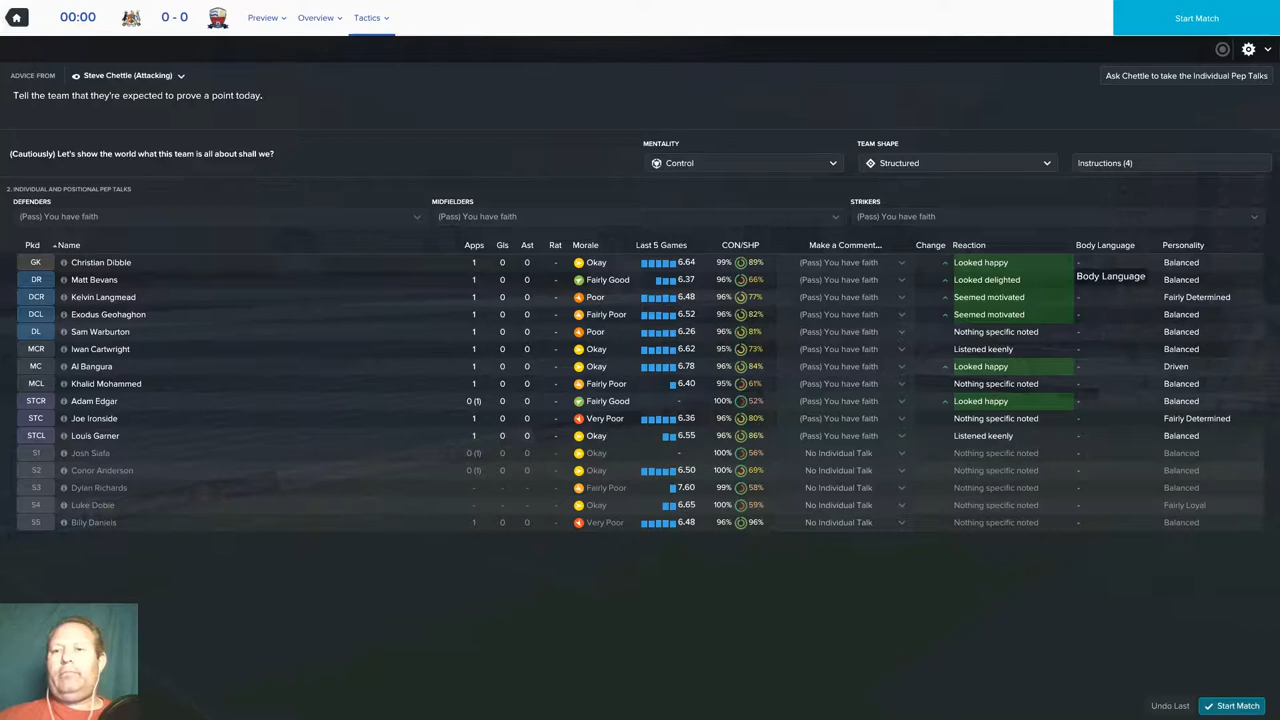 00:00 0 - 0 Preview Overview Tactics Start Match
ADVICE FROM Steve Chettle (Attacking) Ask Chettle to take the Individual Pep Talks
Tell the team that they're expected to prove a point today.
MENTALITY TEAM SHAPE
(Cautiously) Let's show the world what this team is all about shall we? Control Structured Instructions (4)
2. INDIVIDUAL AND POSITIONAL PEP TALKS
DEFENDERS MIDFIELDERS STRIKERS
(Pass) You have faith (Pass) You have faith (Pass) You have faith
Pkd Name Apps Gls Ast Rat Morale Last 5 Games CON/SHP Make a Comment... Change Reaction Body Language Personality
GK Christian Dibble 1 0 0 - Okay 6.64 99% 89% (Pass) You have faith Looked happy - Balanced
Body Language
DR Matt Bevans 1 0 0 - Fairly Good 6.37 96% 66% (Pass) You have faith Looked delighted - Balanced
DCR Kelvin Langmead 1 0 0 - Poor 6.48 96% 77% (Pass) You have faith Seemed motivated - Fairly Determined
DCL Exodus Geohaghon 1 0 0 - Fairly Poor 6.52 96% 82% (Pass) You have faith Seemed motivated - Balanced
DL Sam Warburton 1 0 0 - Poor 6.26 96% 81% (Pass) You have faith Nothing specific noted - Balanced
MCR Iwan Cartwright 1 0 0 - Okay 6.62 95% 73% (Pass) You have faith Listened keenly - Balanced
MC Al Bangura 1 0 0 - Okay 6.78 96% 84% (Pass) You have faith Looked happy - Driven
MCL Khalid Mohammed 1 0 0 - Fairly Poor 6.40 95% 61% (Pass) You have faith Nothing specific noted - Balanced
STCR Adam Edgar 0 (1) 0 0 - Fairly Good - 100% 52% (Pass) You have faith Looked happy - Balanced
STC Joe Ironside 1 0 0 - Very Poor 6.36 96% 80% (Pass) You have faith Nothing specific noted - Fairly Determined
STCL Louis Garner 1 0 0 - Okay 6.55 96% 86% (Pass) You have faith Listened keenly - Balanced
S1 Josh Siafa 0 (1) 0 0 - Okay - 100% 56% No Individual Talk Nothing specific noted - Balanced
S2 Conor Anderson 0 (1) 0 0 - Okay 6.50 100% 69% No Individual Talk Nothing specific noted - Balanced
S3 Dylan Richards - - - - Fairly Poor 7.60 99% 58% No Individual Talk Nothing specific noted - Balanced
S4 Luke Dobie - - - - Okay 6.65 100% 59% No Individual Talk Nothing specific noted - Fairly Loyal
S5 Billy Daniels 1 0 0 - Very Poor 6.48 96% 96% No Individual Talk Nothing specific noted - Balanced
Undo Last Start Match